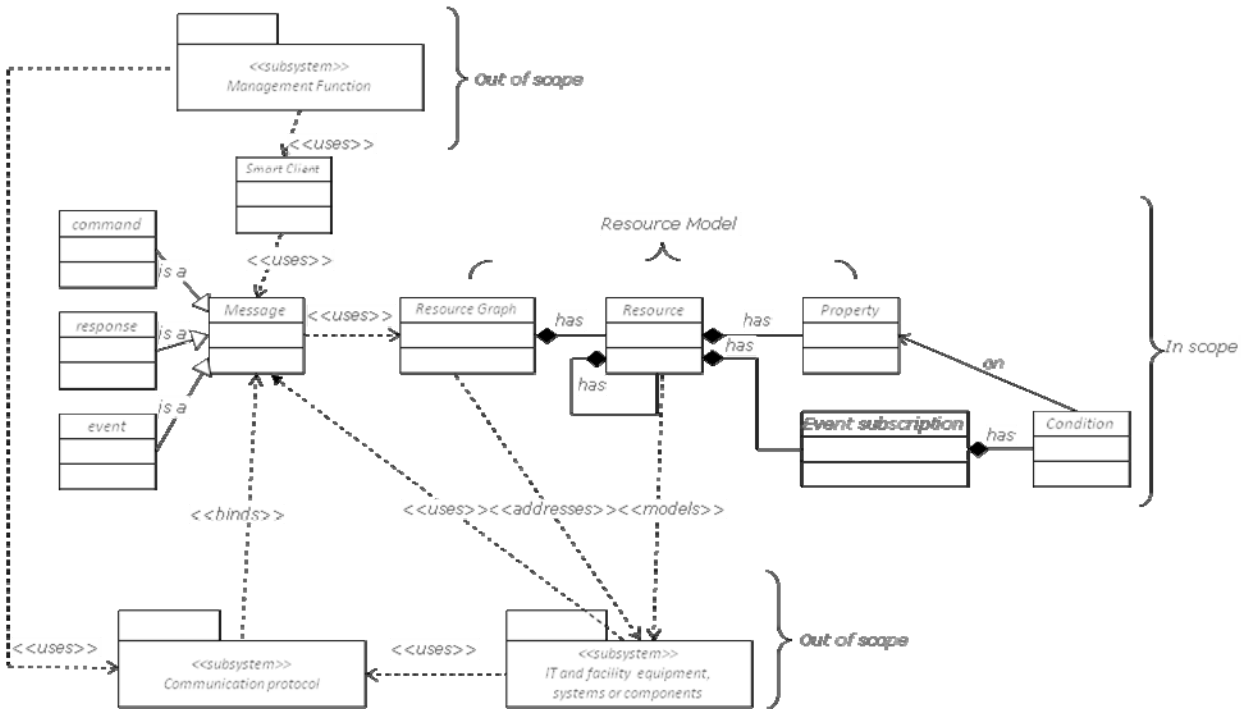 <<subsystem>>
Management Function
Out of scope
<<uses>>
Smart Client
command
Resource Model
<<uses>>
is a
Message
Resource Graph
Resource
Property
response
<<uses>>
has
has
In scope
is a
has
has
on
is a
event
Event subscription
has
Condition
<<binds>>
<<uses>>
<<addresses>>
<<models>>
Out of scope
<<uses>>
<<subsystem>>
Communication protocol
<<uses>>
<<subsystem>>
IT and facility equipment,
systems or components